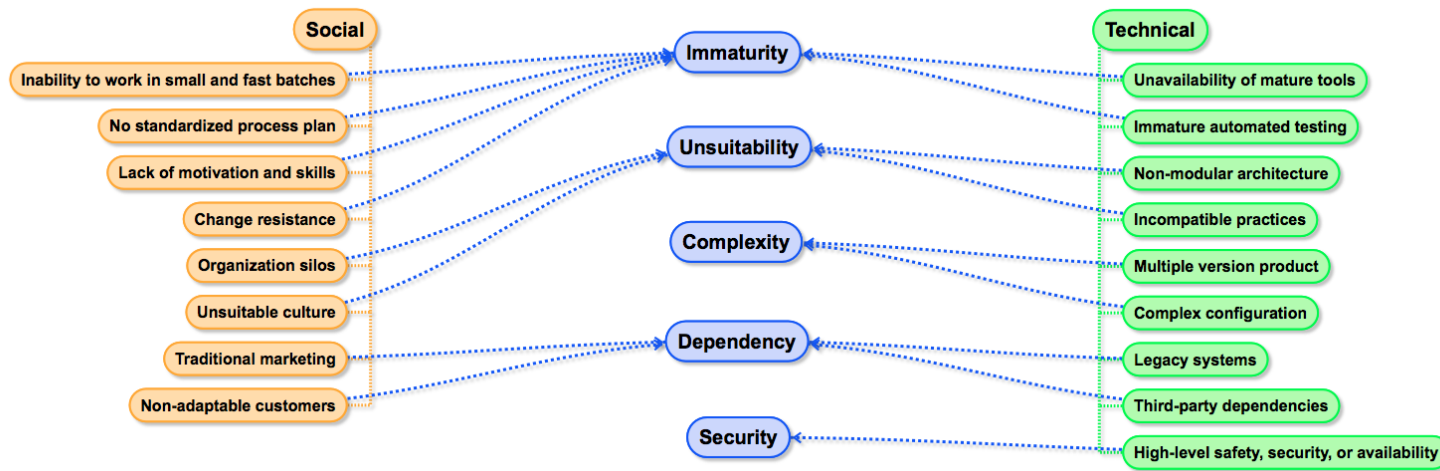 Social
Inability to work in small and fast batches
No standardized process plan
Lack of motivation and skills
Change resistance
Organization silos
Unsuitable culture
Traditional marketing
Non-adaptable customers
Immaturity
Unsuitability
Complexity
Dependency
Security
Technical
Unavailability of mature tools
Immature automated testing
Non-modular architecture
Incompatible practices
Multiple version product
Complex configuration
Legacy systems
Third-party dependencies
High-level safety, security, or availability